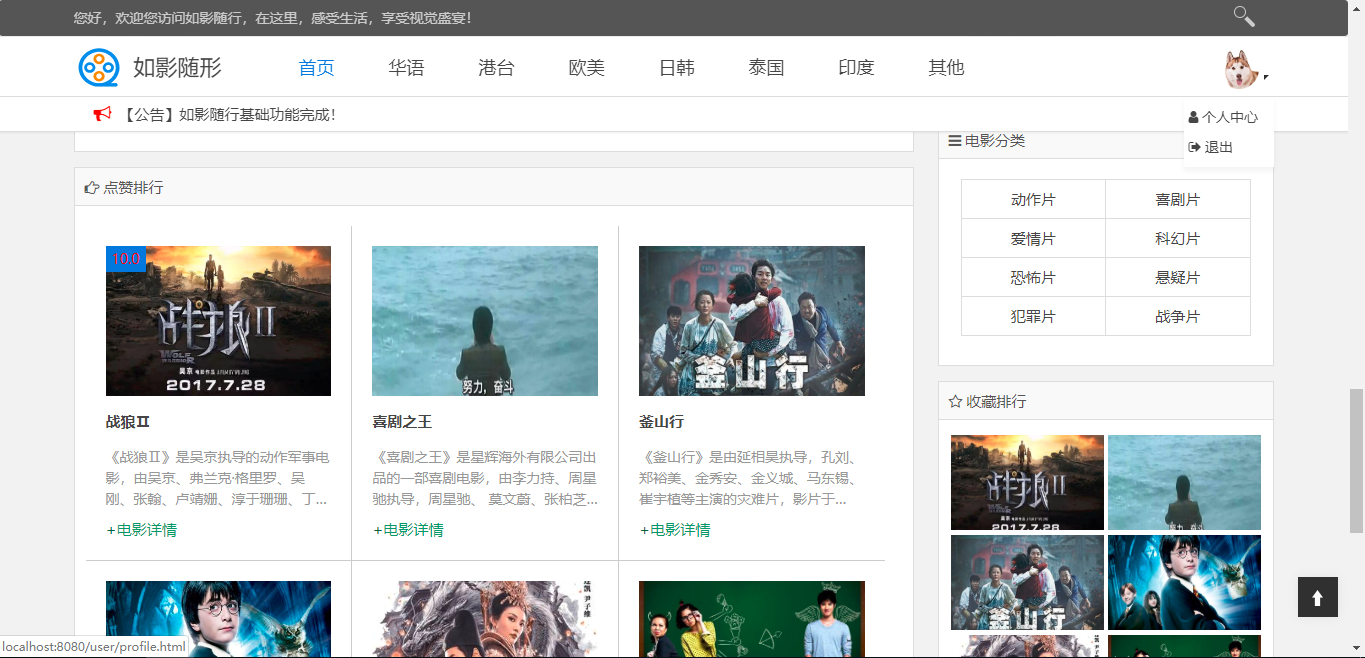 您好，欢迎您访问如影随行，在这里，感受生活，享受视觉盛宴！
如影随形
首页 华语 港台 欧美 日韩 泰国 印度 其他
【公告】如影随行基础功能完成！
个人中心
退出
点赞排行
10.0
战狼II
WOLF WARRIOR
2017.7.28
努力，奋斗
釜山行
战狼Ⅱ
《战狼Ⅱ》是吴京执导的动作军事电
影，由吴京、弗兰克·格里罗、吴
刚、张翰、卢靖姗、淳于珊珊、丁...
+电影详情
喜剧之王
《喜剧之王》是星辉海外有限公司出
品的一部喜剧电影，由李力持、周星
驰执导，周星驰、 莫文蔚、张柏芝...
+电影详情
釜山行
《釜山行》是由延相昊执导，孔刘、
郑裕美、金秀安、金义城、马东锡、
崔宇植等主演的灾难片，影片于...
+电影详情
电影分类
动作片 喜剧片
爱情片 科幻片
恐怖片 悬疑片
犯罪片 战争片
收藏排行
战狼II
2017.7.28
努力，奋斗
釜山行
localhost:8080/user/profile.html